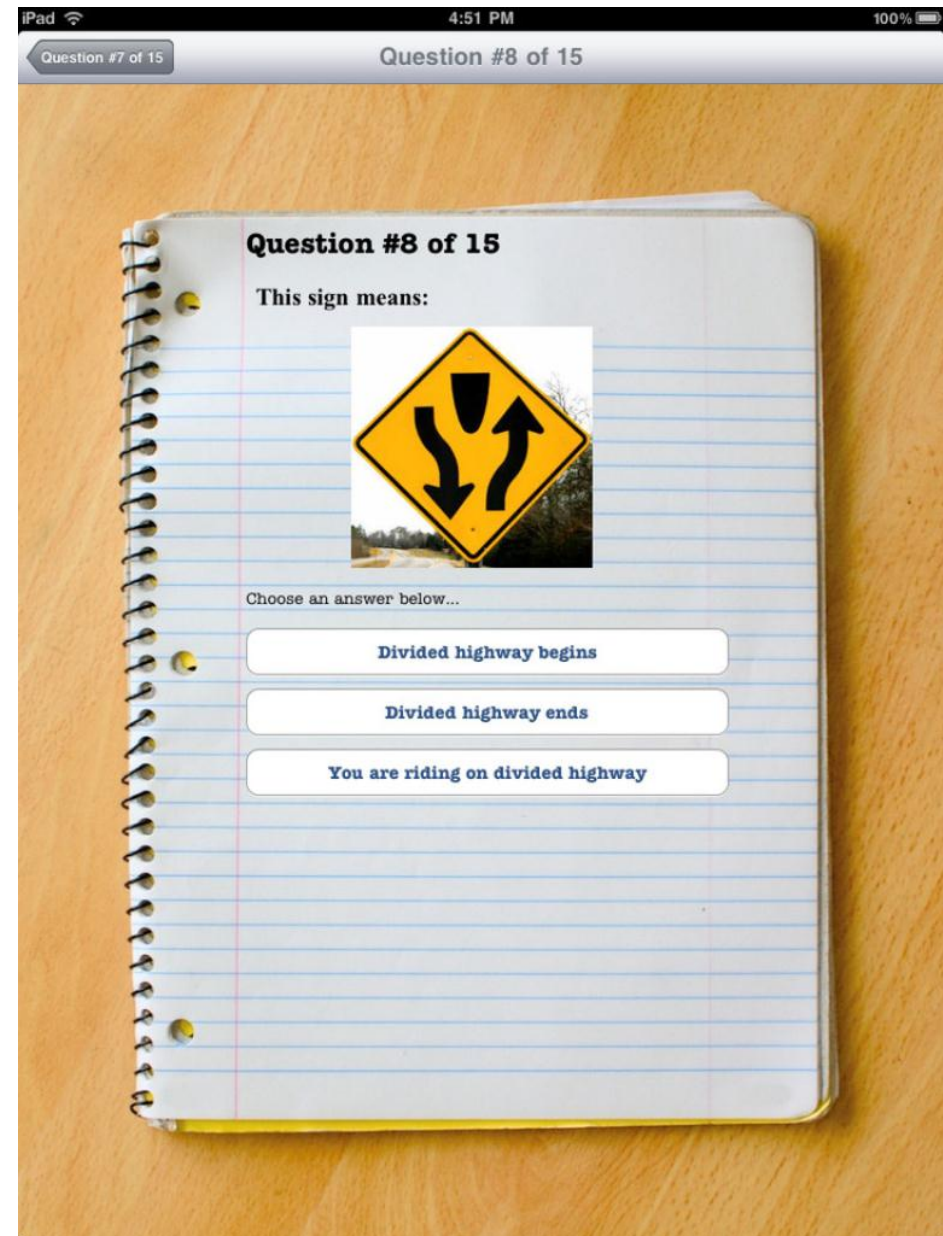 iPad 4:51 PM 100%
Question #7 of 15 Question #8 of 15
Question #8 of 15
This sign means:
Choose an answer below...
Divided highway begins
Divided highway ends
You are riding on divided highway